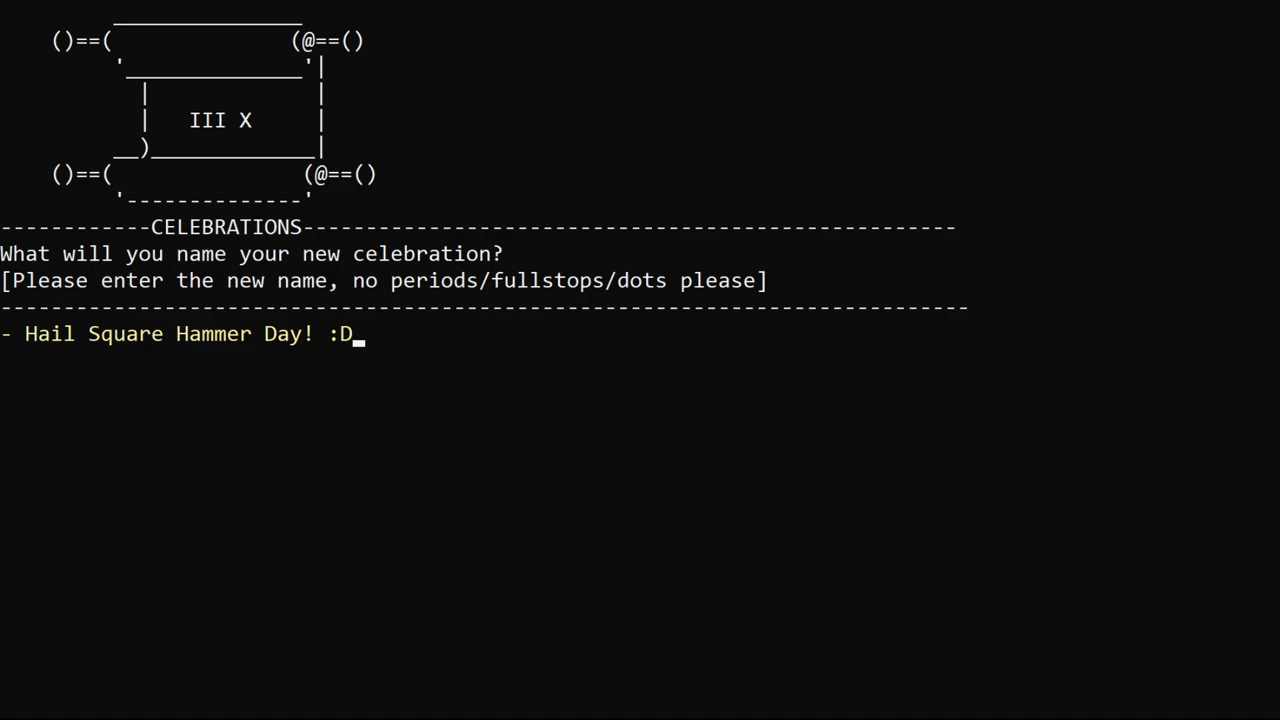 ()==( (@==()
III X
()==( (@==()
------------CELEBRATIONS----------------------------------------------------
What will you name your new celebration?
[Please enter the new name, no periods/fullstops/dots please]
-----------------------------------------------------------------------------
- Hail Square Hammer Day! :D